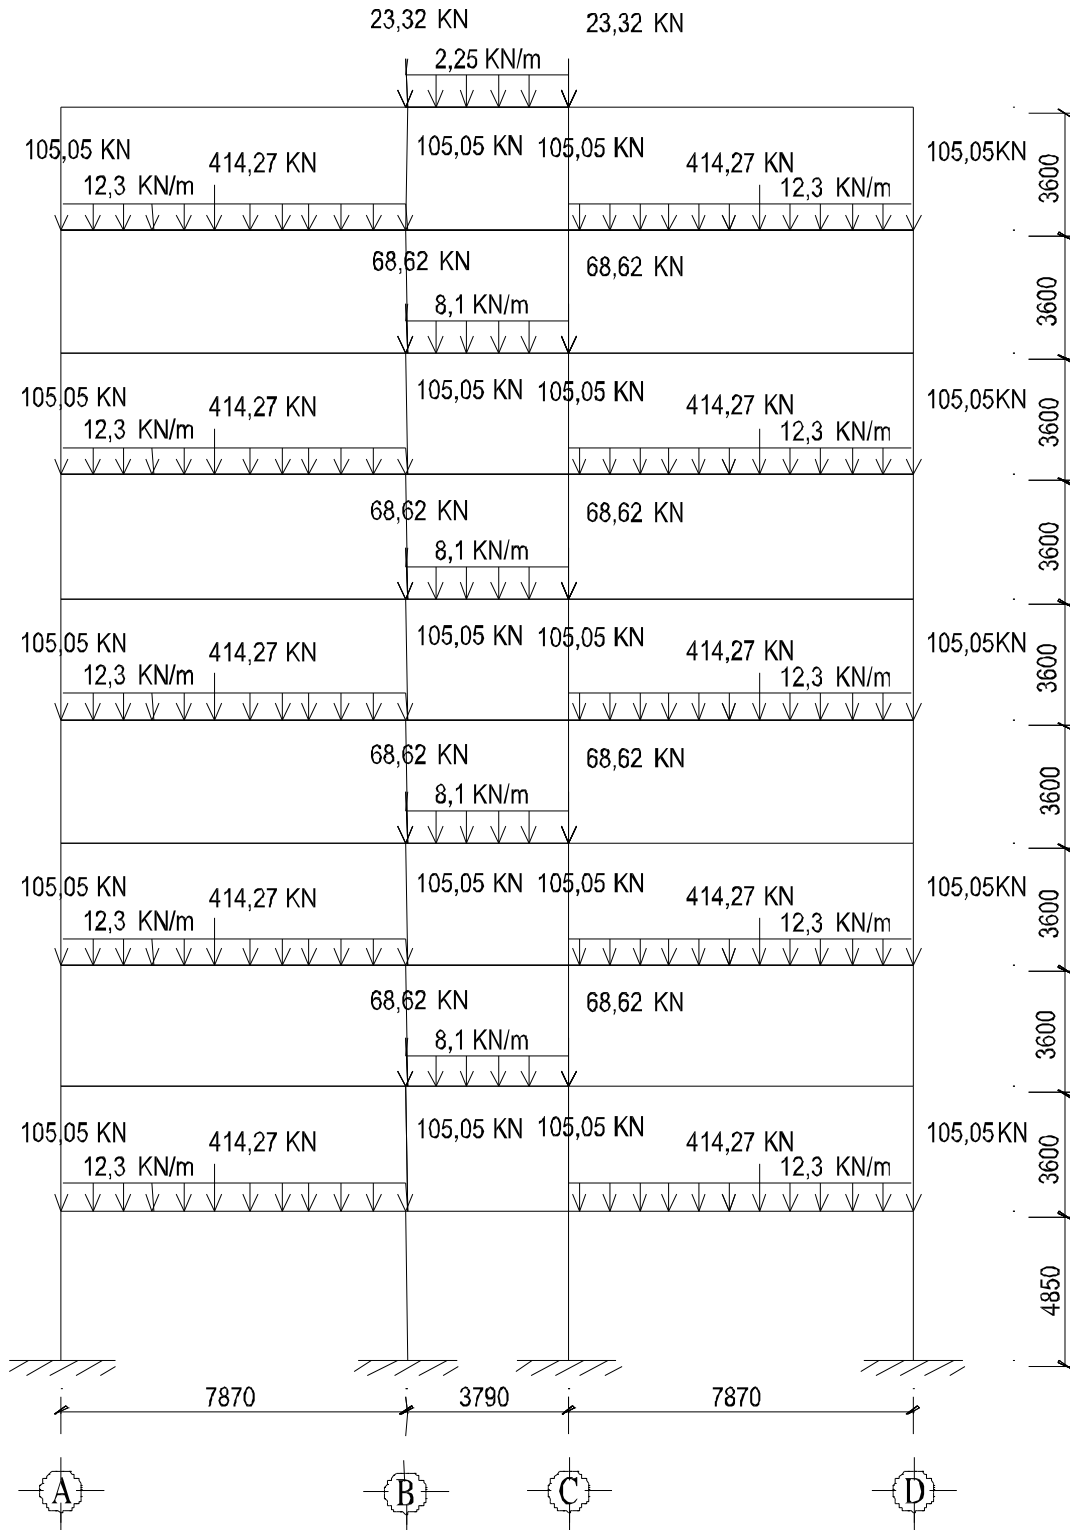 23,32 KN 23,32 KN
2,25 KN/m
105,05 KN 414,27 KN 105,05 KN 105,05 KN 414,27 KN 105,05KN
12,3 KN/m 12,3 KN/m
3600
68,62 KN 68,62 KN
8,1 KN/m
3600
105,05 KN 414,27 KN 105,05 KN 105,05 KN 414,27 KN 105,05KN
12,3 KN/m 12,3 KN/m
3600
68,62 KN 68,62 KN
8,1 KN/m
3600
105,05 KN 414,27 KN 105,05 KN 105,05 KN 414,27 KN 105,05KN
12,3 KN/m 12,3 KN/m
3600
68,62 KN 68,62 KN
8,1 KN/m
3600
105,05 KN 414,27 KN 105,05 KN 105,05 KN 414,27 KN 105,05KN
12,3 KN/m 12,3 KN/m
3600
68,62 KN 68,62 KN
8,1 KN/m
3600
105,05 KN 414,27 KN 105,05 KN 105,05 KN 414,27 KN 105,05KN
12,3 KN/m 12,3 KN/m
3600
4850
7870 3790 7870
A B C D